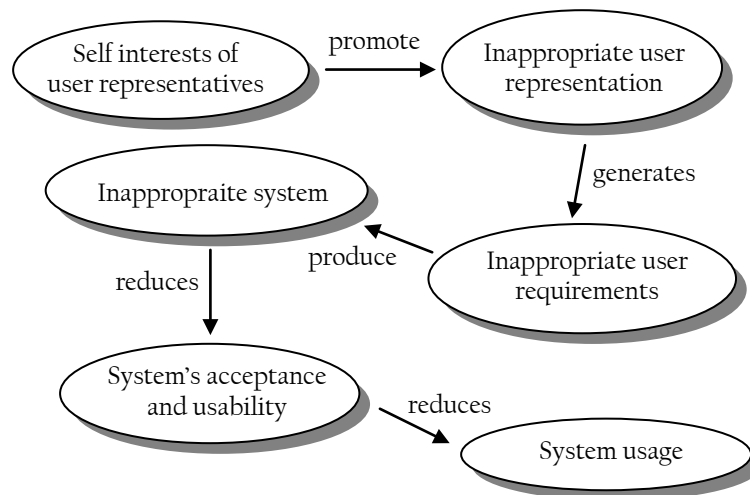 Self interests of
user representatives
promote
Inappropriate user
representation
generates
Inappropriate user
requirements
produce
Inappropraite system
reduces
System's acceptance
and usability
reduces
System usage